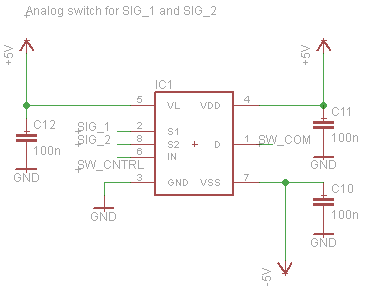 Analog switch for SIG_1 and SIG_2
+5V
+5V
IC1
5 VL VDD 4
C12
100n
GND
C11
100n
GND
SIG_1 2 S1
SIG_2 8 S2 D 1 SW_COM
6 IN
SW_CNTRL
3 GND VSS 7
GND
C10
100n
GND
-5V